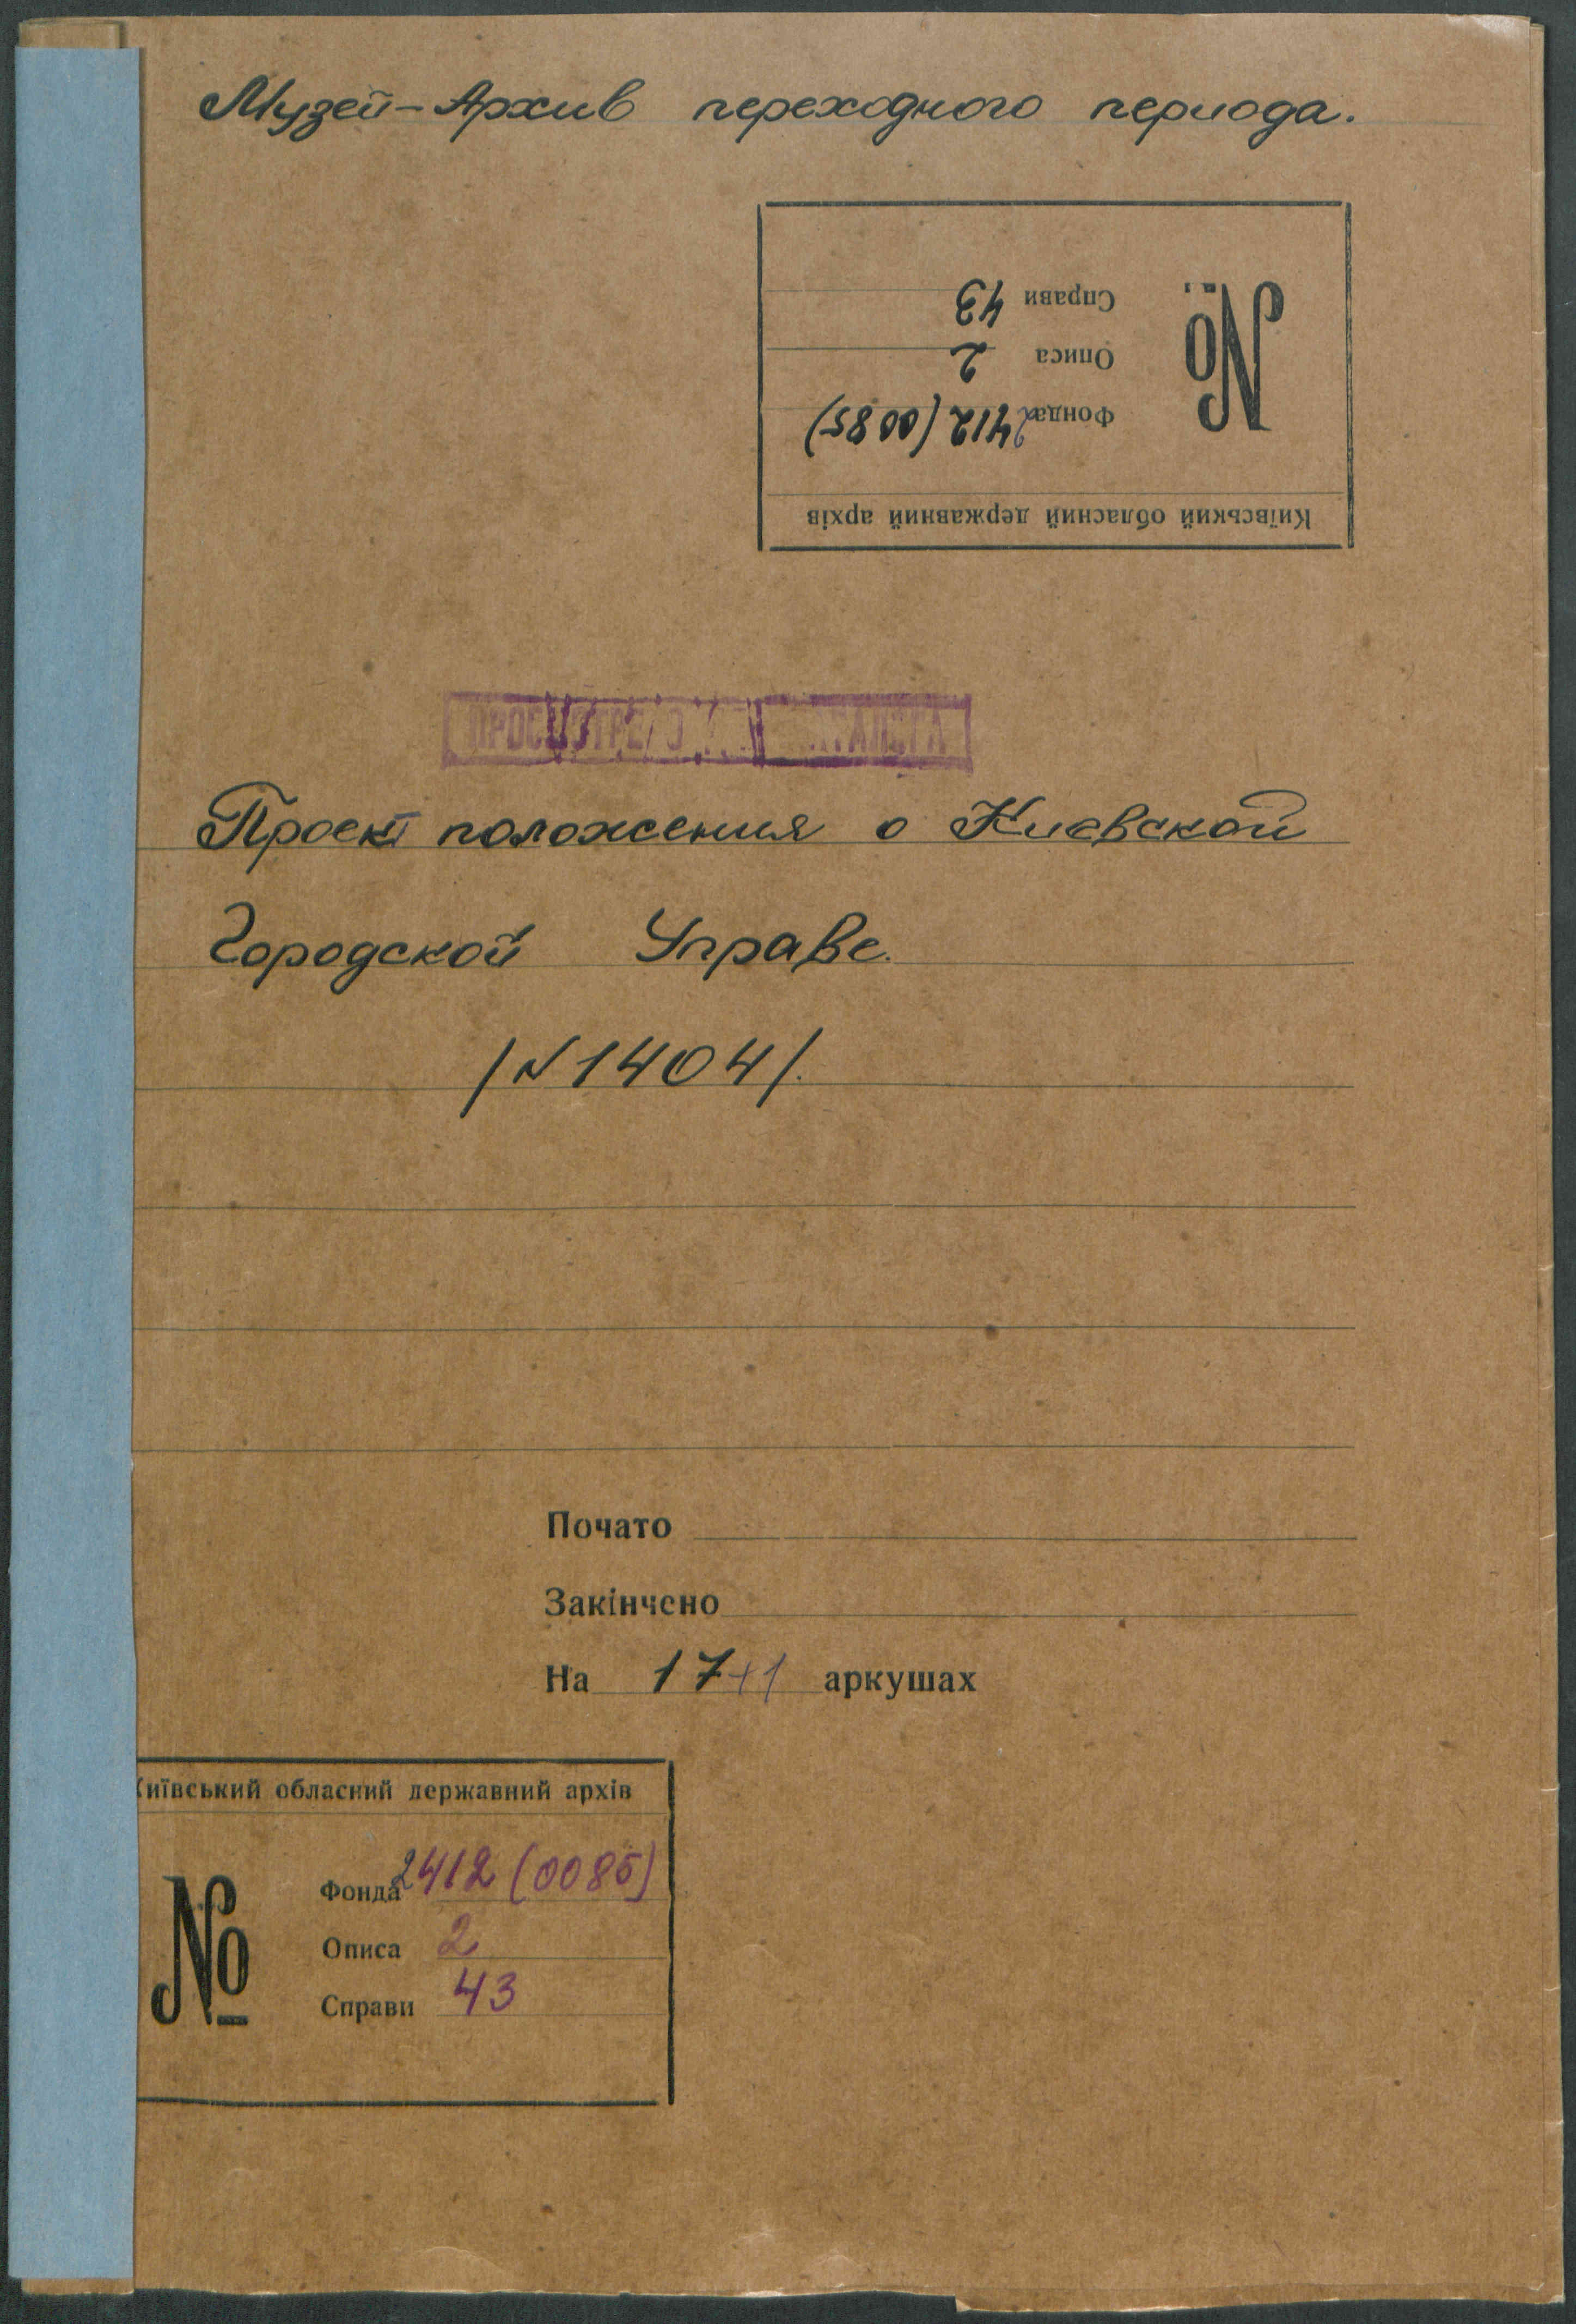 Музей-Архив переходного периода.
Київський обласний державний архів
№
Фонда 2412 (0085)
Описа 2
Справи 43
Проект положения о Киевской
Городской Управе.
/N 1404/.
Почато
Закінчено
На 17+1 аркушах
Київський обласний державний архів
№
Фонда 2412 (0085)
Описа 2
Справи 43